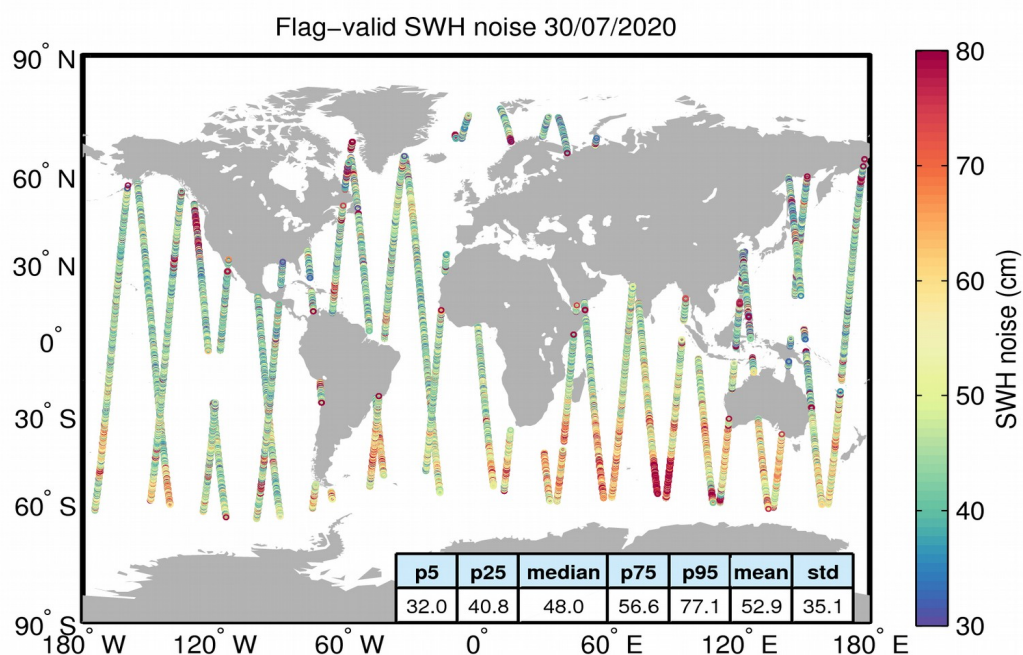 Flag−valid SWH noise 30/07/2020
90° N
60° N
30° N
0°
30° S
60° S
90° S
180° W
120° W
60° W
0°
60° E
120° E
180° E
p5 p25 median p75 p95 mean std
32.0 40.8 48.0 56.6 77.1 52.9 35.1
80
70
60
50
40
30
SWH noise (cm)